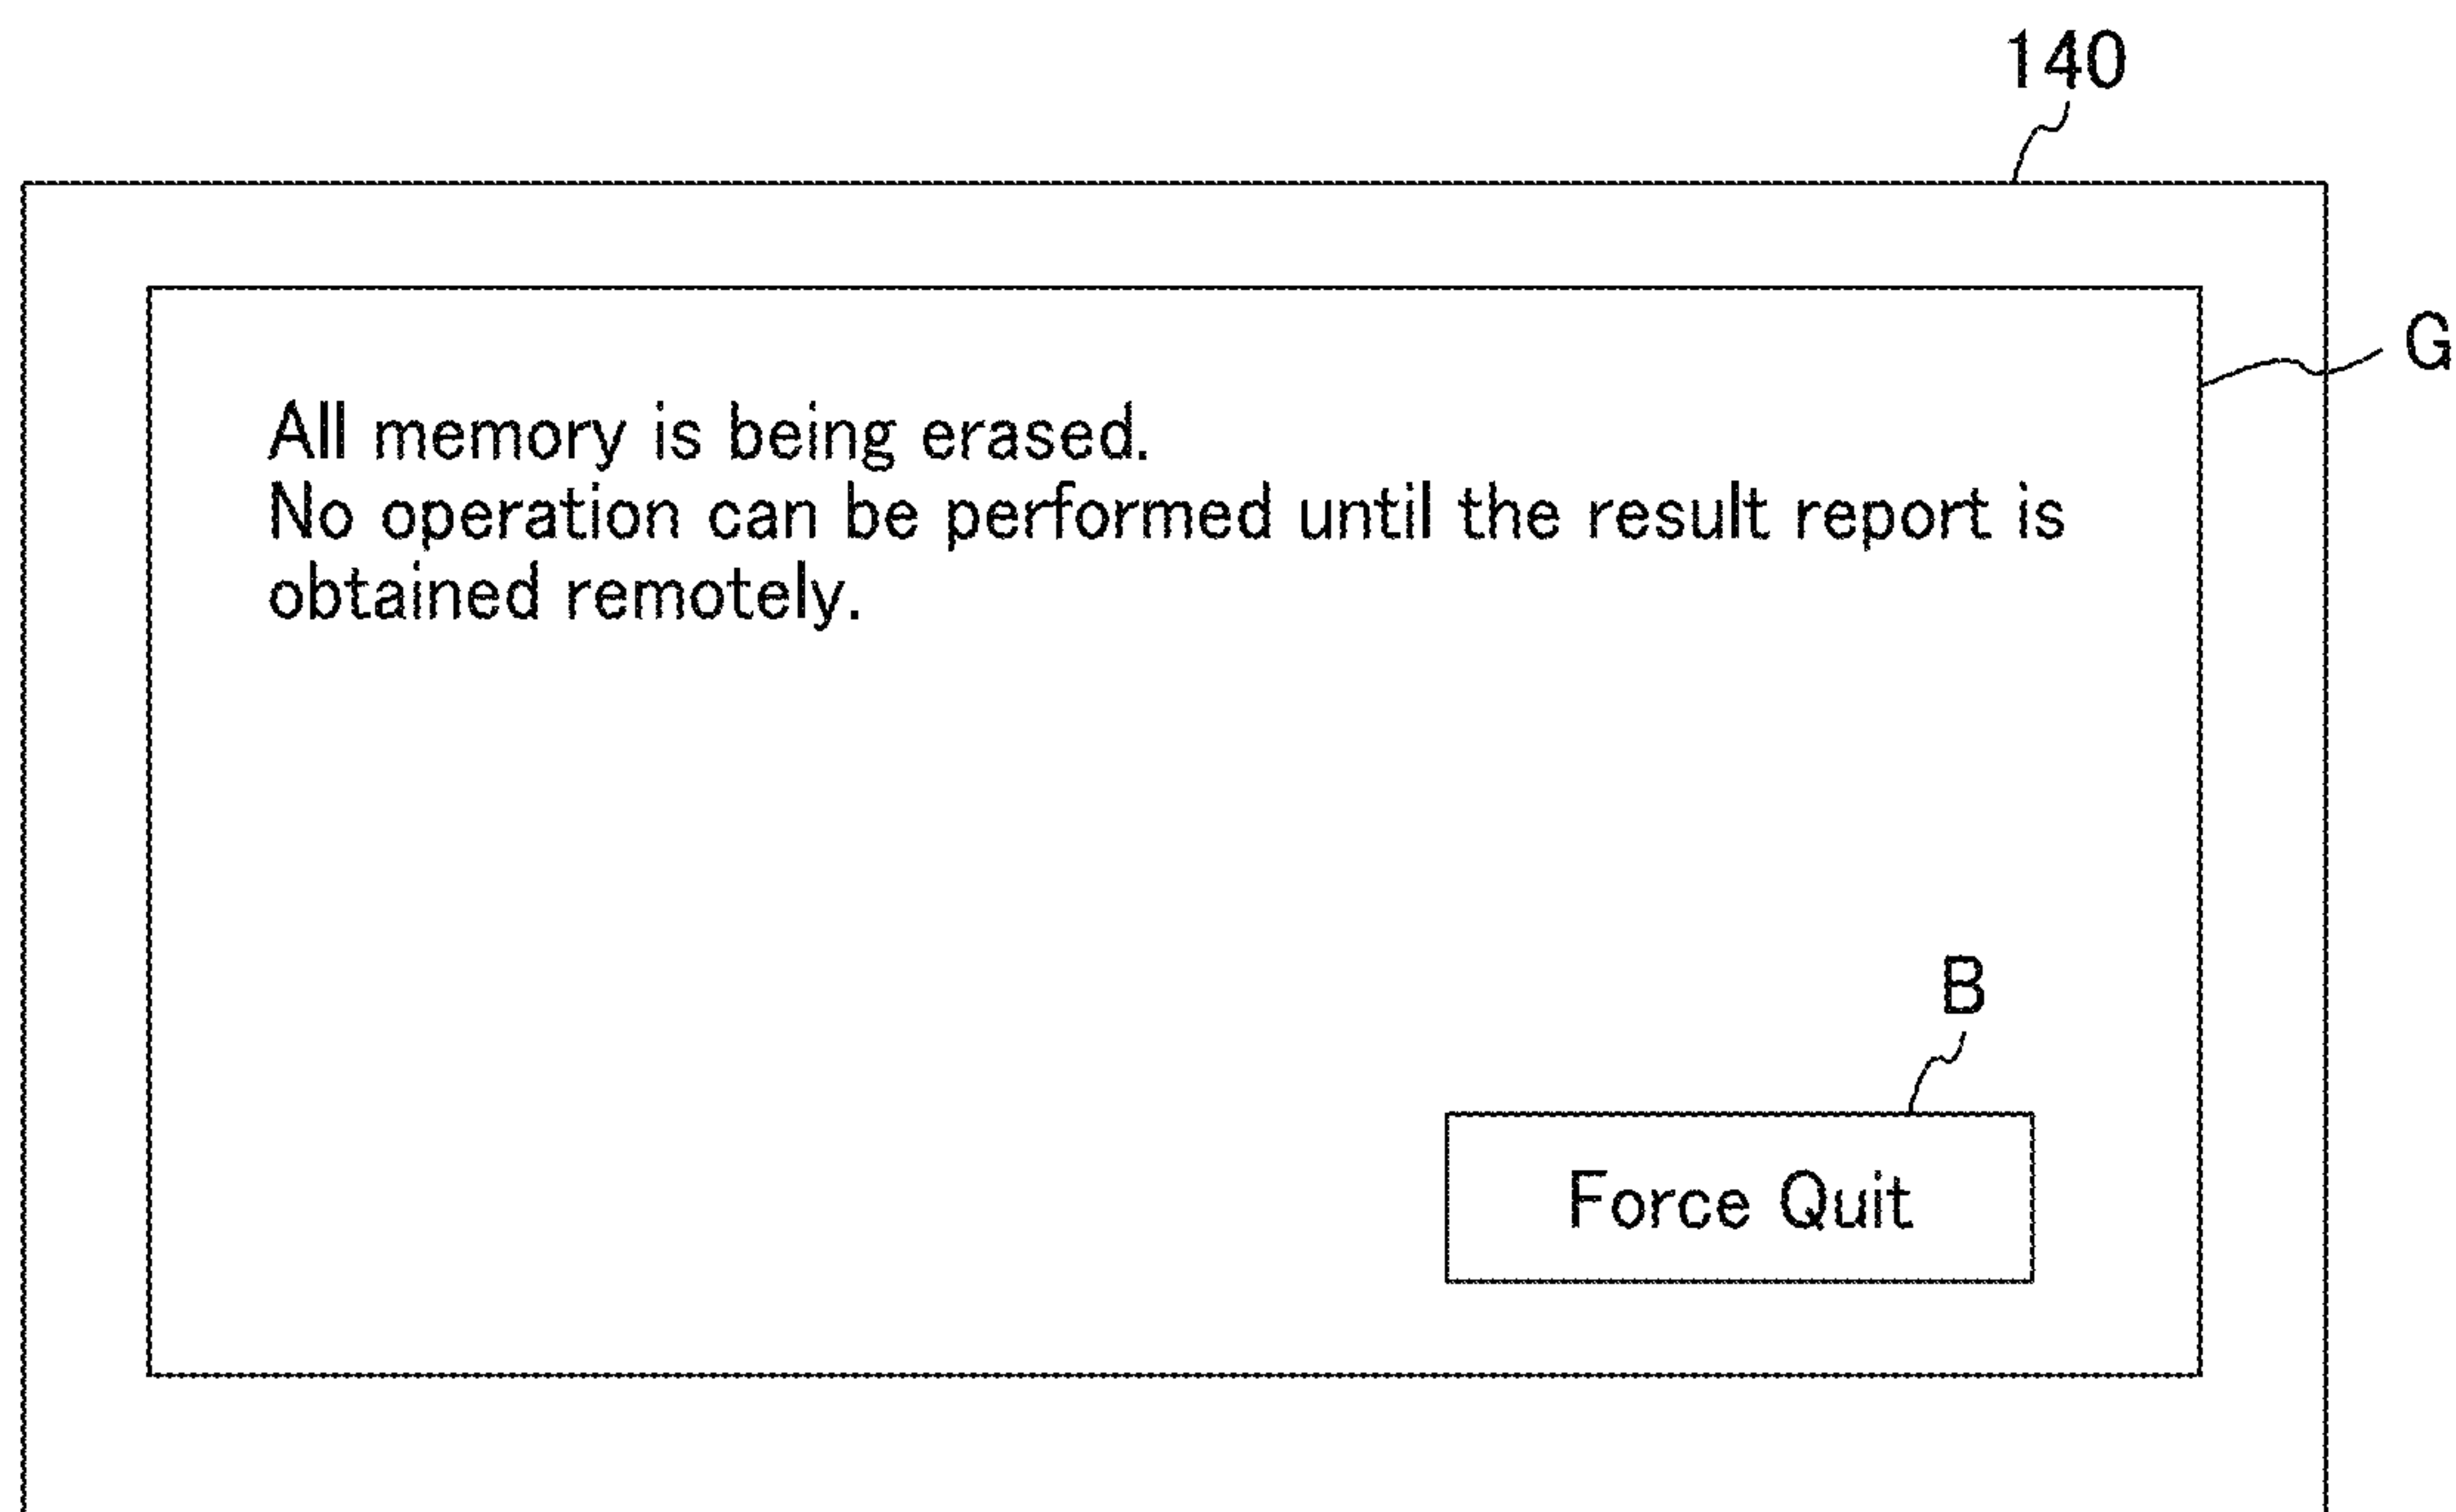 140
G
All memory is being erased.
No operation can be performed until the result report is
obtained remotely.
B
Force Quit